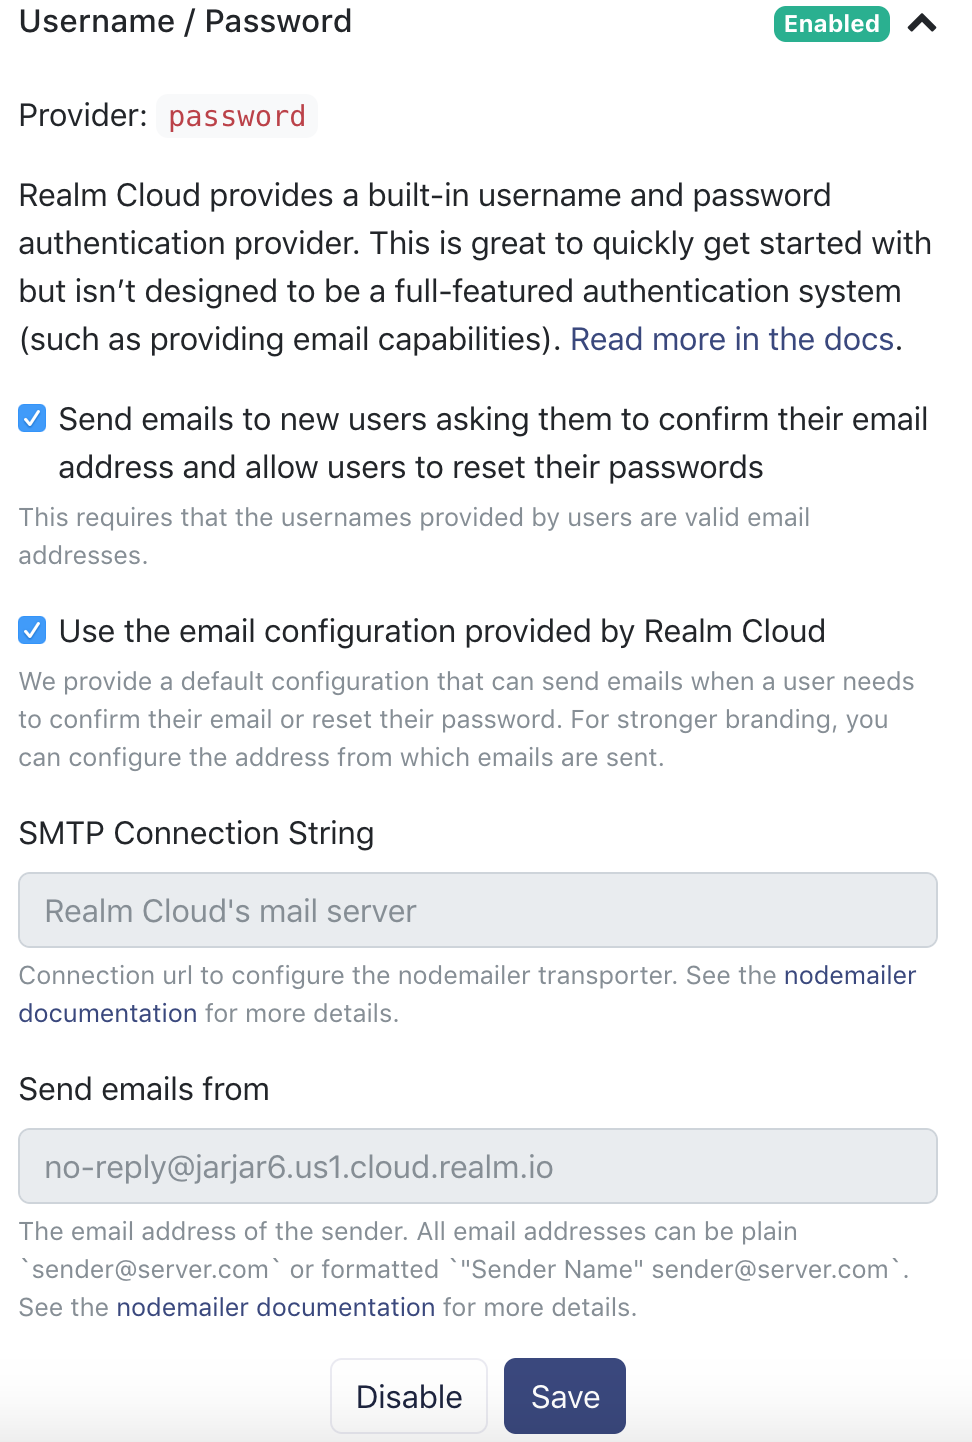 Username / Password
Enabled
Provider: password
Realm Cloud provides a built-in username and password
authentication provider. This is great to quickly get started with
but isn’t designed to be a full-featured authentication system
(such as providing email capabilities). Read more in the docs.
Send emails to new users asking them to confirm their email
address and allow users to reset their passwords
This requires that the usernames provided by users are valid email
addresses.
Use the email configuration provided by Realm Cloud
We provide a default configuration that can send emails when a user needs
to confirm their email or reset their password. For stronger branding, you
can configure the address from which emails are sent.
SMTP Connection String
Realm Cloud's mail server
Connection url to configure the nodemailer transporter. See the nodemailer
documentation for more details.
Send emails from
no-reply@jarjar6.us1.cloud.realm.io
The email address of the sender. All email addresses can be plain
`sender@server.com` or formatted `"Sender Name" sender@server.com`.
See the nodemailer documentation for more details.
Disable
Save